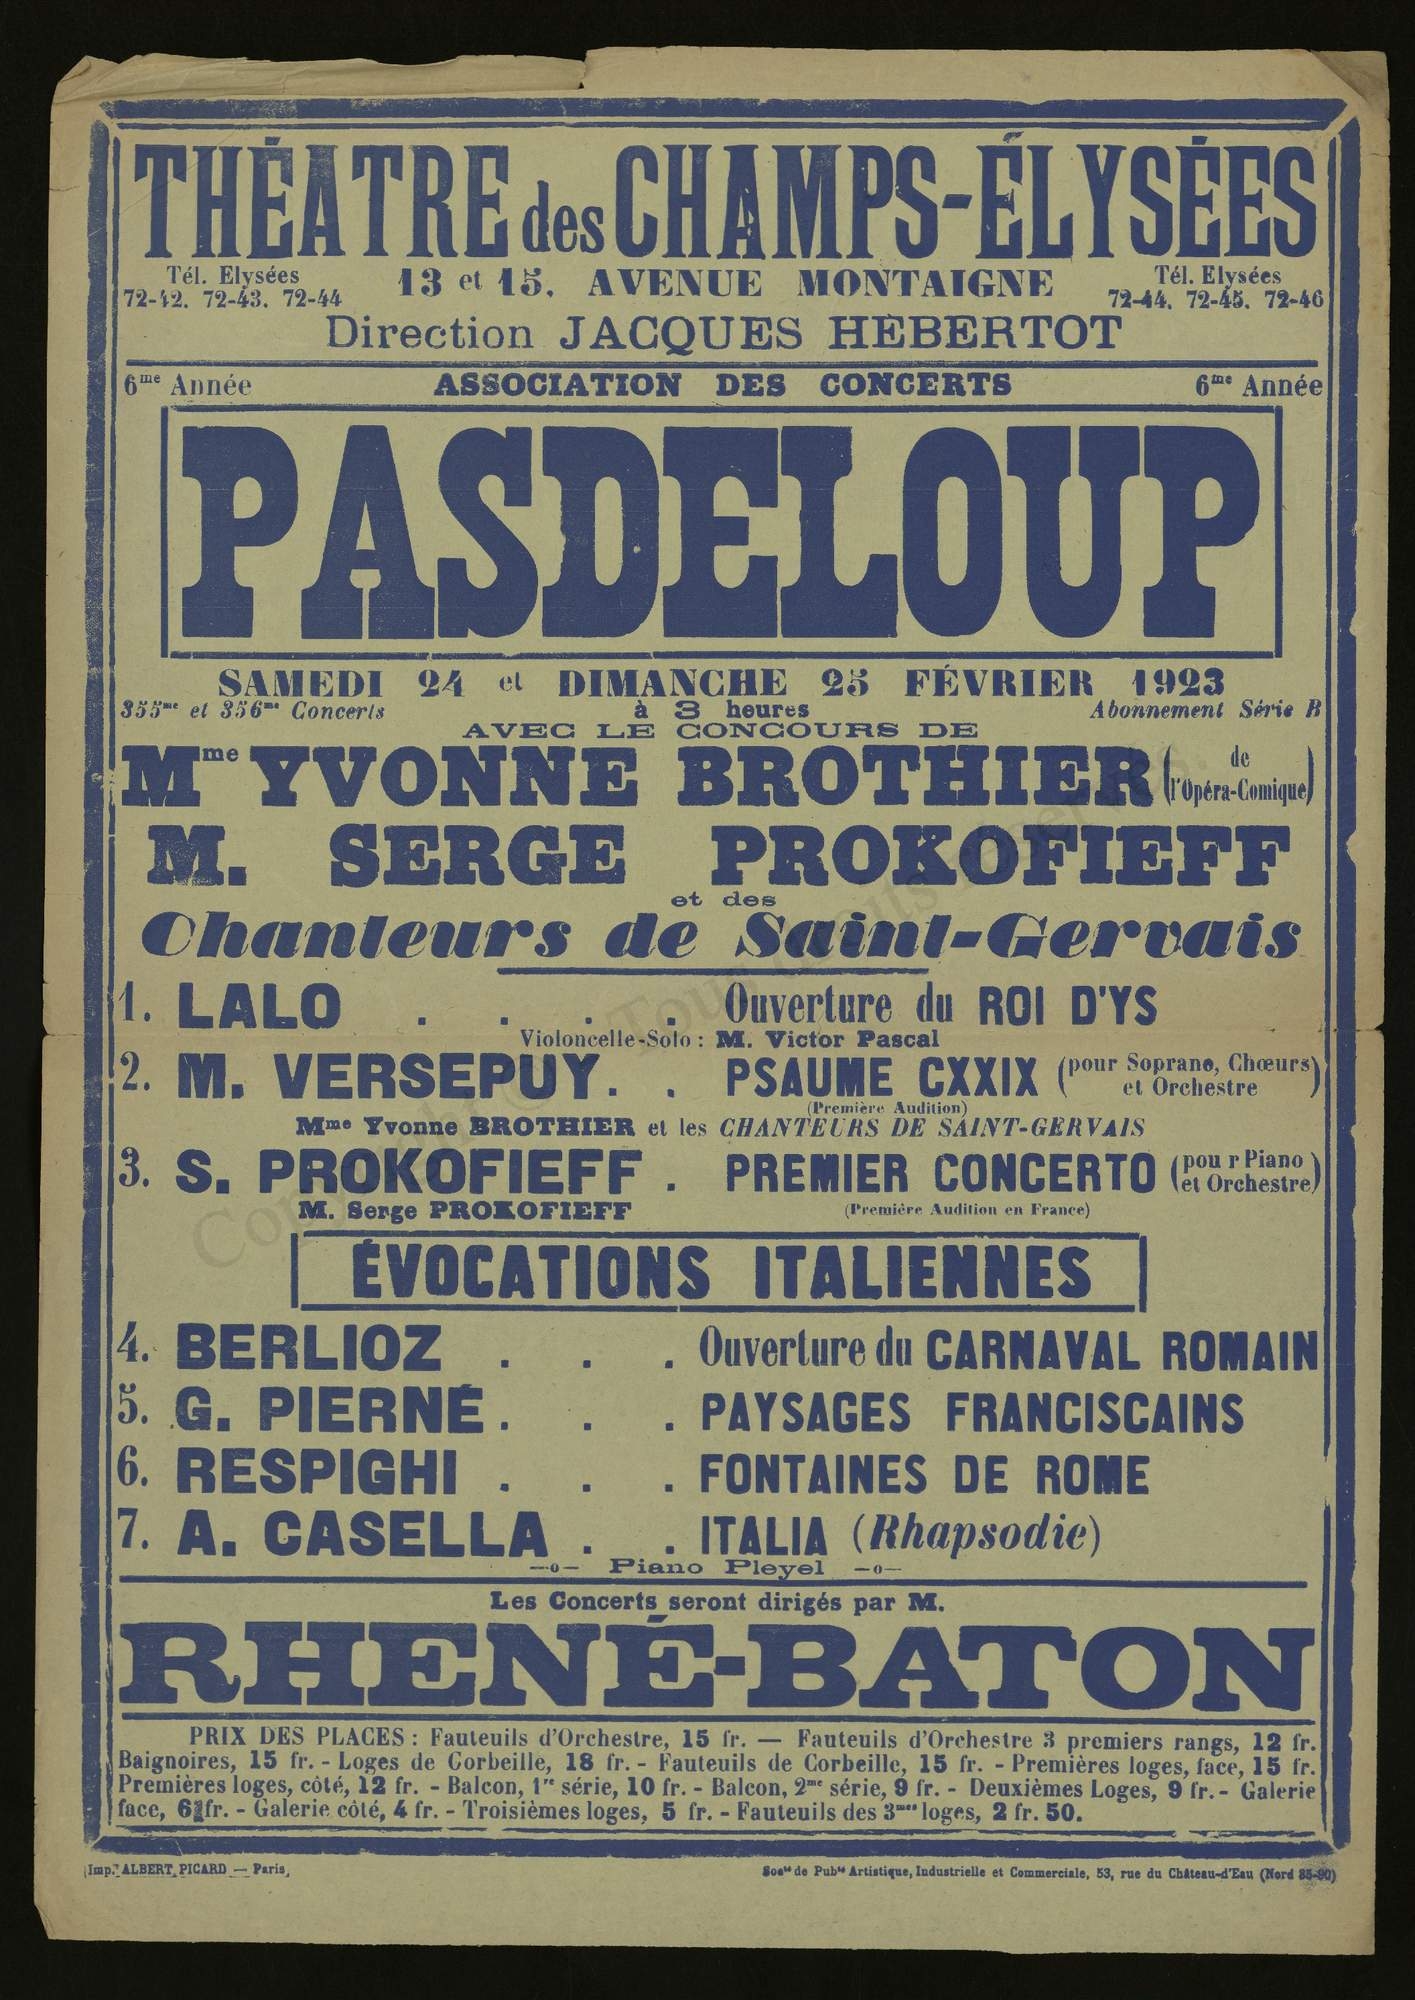 THÉATRE des CHAMPS-ÉLYSÉES
Tél. Elysées 13 et 15, AVENUE MONTAIGNE Tél. Elysées
72-42. 72-43. 72-44 72-44. 72-45. 72-46
Direction JACQUES HÉBERTOT
6me Année ASSOCIATION DES CONCERTS 6me Année
PASDELOUP
SAMEDI 24 et DIMANCHE 25 FÉVRIER 1923
355me et 356me Concerts à 3 heures Abonnement Série B
AVEC LE CONCOURS DE
Mme YVONNE BROTHIER (de l'Opéra-Comique)
M. SERGE PROKOFIEFF
et des
Chanteurs de Saint-Gervais
1. LALO . . . . Ouverture du ROI D'YS
Violoncelle-Solo : M. Victor Pascal
2. M. VERSEPUY. . PSAUME CXXIX (pour Soprano, Chœurs et Orchestre)
(Première Audition)
Mme Yvonne BROTHIER et les CHANTEURS DE SAINT-GERVAIS
3. S. PROKOFIEFF . PREMIER CONCERTO (pou r Piano et Orchestre)
M. Serge PROKOFIEFF (Première Audition en France)
ÉVOCATIONS ITALIENNES
4. BERLIOZ . . . Ouverture du CARNAVAL ROMAIN
5. G. PIERNÉ . . . PAYSAGES FRANCISCAINS
6. RESPIGHI . . . FONTAINES DE ROME
7. A. CASELLA . . ITALIA (Rhapsodie)
—o— Piano Pleyel —o—
Les Concerts seront dirigés par M.
RHENÉ-BATON
PRIX DES PLACES : Fauteuils d'Orchestre, 15 fr. — Fauteuils d'Orchestre 3 premiers rangs, 12 fr.
Baignoires, 15 fr. - Loges de Corbeille, 18 fr. - Fauteuils de Corbeille, 15 fr. - Premières loges, face, 15 fr.
Premières loges, côté, 12 fr. - Balcon, 1re série, 10 fr. - Balcon, 2me série, 9 fr. - Deuxièmes Loges, 9 fr. - Galerie
face, 6 fr. - Galerie côté, 4 fr. - Troisièmes loges, 5 fr. - Fauteuils des 3mes loges, 2 fr. 50.
Imp. ALBERT PICARD — Paris, Soété de Pubté Artistique, Industrielle et Commerciale, 53, rue du Château-d'Eau (Nord 35-90)
Copyright © Tous droits réservés.